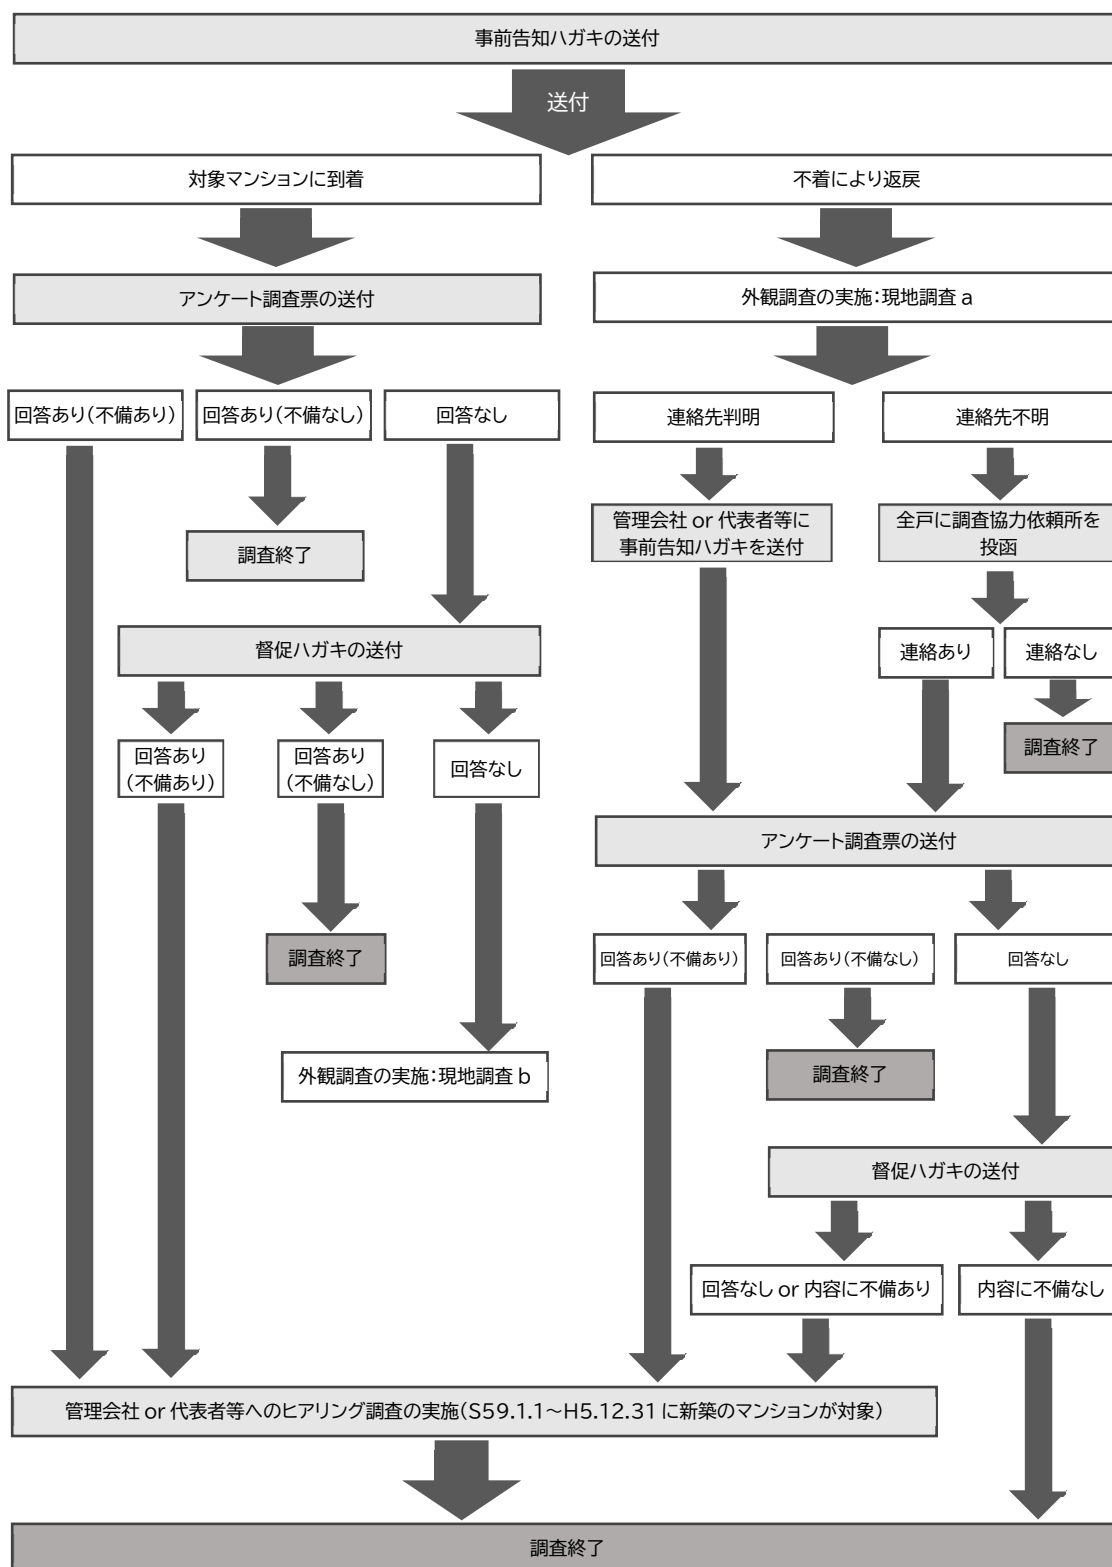 事前告知ハガキの送付
送付
対象マンションに到着
不着により返戻
アンケート調査票の送付
外観調査の実施:現地調査 a
回答あり(不備あり)
回答あり(不備なし)
回答なし
連絡先判明
連絡先不明
調査終了
管理会社 or 代表者等に
事前告知ハガキを送付
全戸に調査協力依頼所を
投函
督促ハガキの送付
連絡あり
連絡なし
回答あり
(不備あり)
回答あり
(不備なし)
回答なし
調査終了
アンケート調査票の送付
調査終了
回答あり(不備あり)
回答あり(不備なし)
回答なし
外観調査の実施:現地調査 b
調査終了
督促ハガキの送付
回答なし or 内容に不備あり
内容に不備なし
管理会社 or 代表者等へのヒアリング調査の実施(S59.1.1～H5.12.31 に新築のマンションが対象)
調査終了